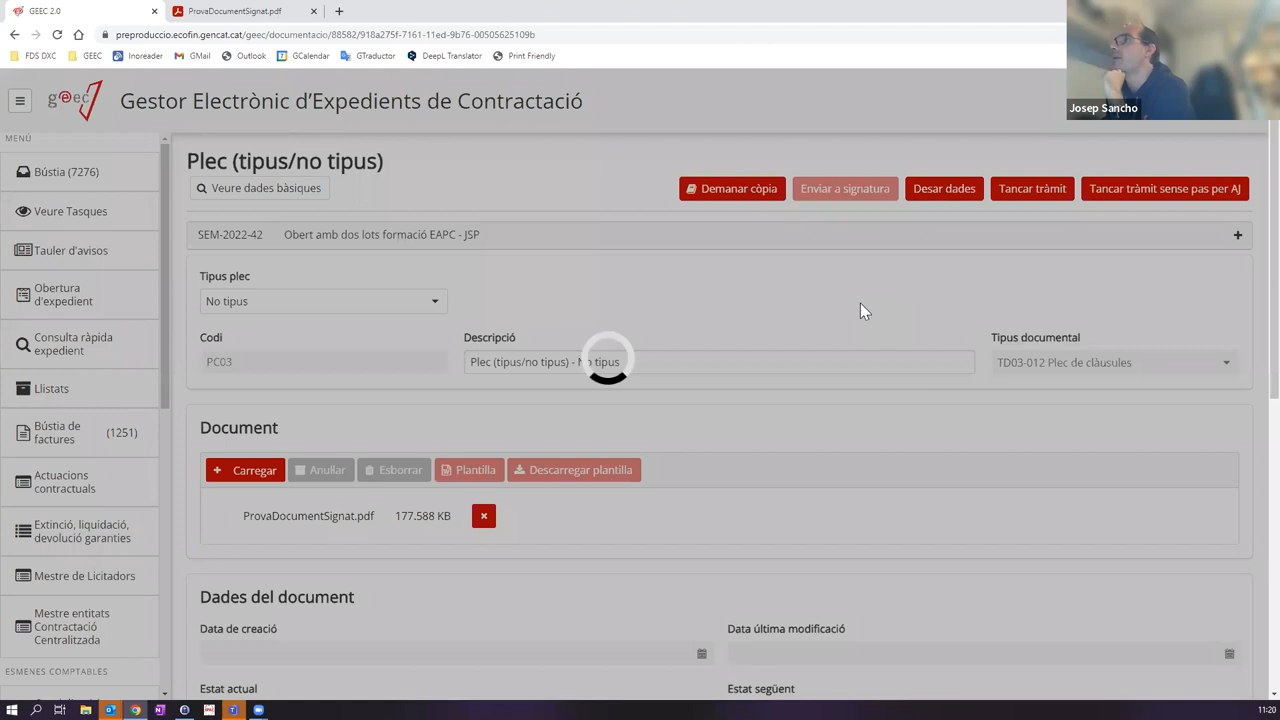 GEEC 2.0
ProvaDocumentSignat.pdf
preproduccio.ecofin.gencat.cat/geec/documentacio/88582/918a275f-7161-11ed-9b76-00505625109b
FDS DXC GEEC Inoreader GMail Outlook GCalendar GTraductor DeepL Translator Print Friendly
Josep Sancho
geec Gestor Electrònic d'Expedients de Contractació
MENÚ
Bústia (7276)
Veure Tasques
Tauler d'avisos
Obertura
d'expedient
Consulta ràpida
expedient
Llistats
Bústia de
factures (1251)
Actuacions
contractuals
Extinció, liquidació,
devolució garanties
Mestre de Licitadors
Mestre entitats
Contractació
Centralitzada
ESMENES COMPTABLES
Plec (tipus/no tipus)
Veure dades bàsiques
Demanar còpia Enviar a signatura Desar dades Tancar tràmit Tancar tràmit sense pas per AJ
SEM-2022-42 Obert amb dos lots formació EAPC - JSP
Tipus plec
No tipus
Codi Descripció Tipus documental
PC03 Plec (tipus/no tipus) - No tipus TD03-012 Plec de clàusules
Document
Carregar Anul·lar Esborrar Plantilla Descarregar plantilla
ProvaDocumentSignat.pdf 177.588 KB
Dades del document
Data de creació Data última modificació
Estat actual Estat següent
11:20